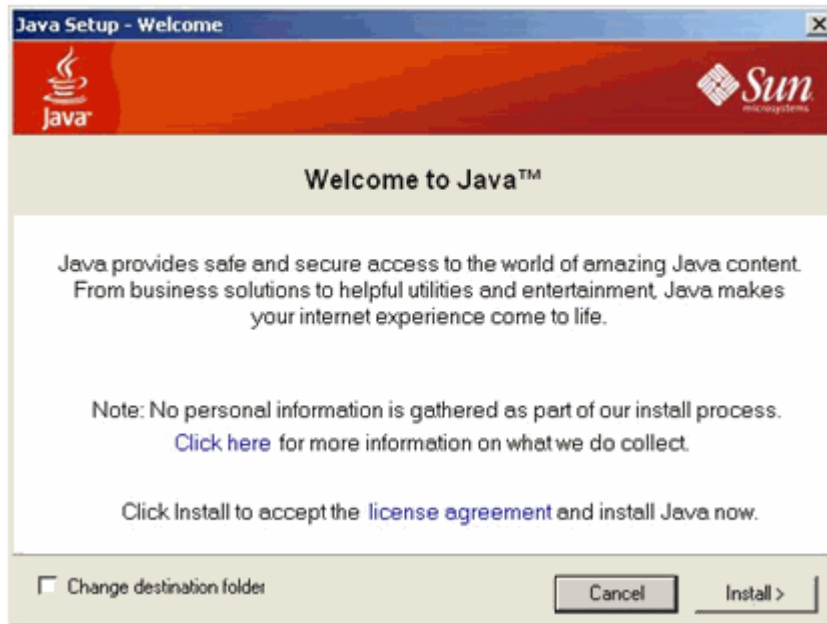 Java Setup - Welcome
Java™
Sun
microsystems
Welcome to Java™
Java provides safe and secure access to the world of amazing Java content.
From business solutions to helpful utilities and entertainment, Java makes
your internet experience come to life.
Note: No personal information is gathered as part of our install process.
Click here for more information on what we do collect.
Click Install to accept the license agreement and install Java now.
Change destination folder
Cancel
Install >